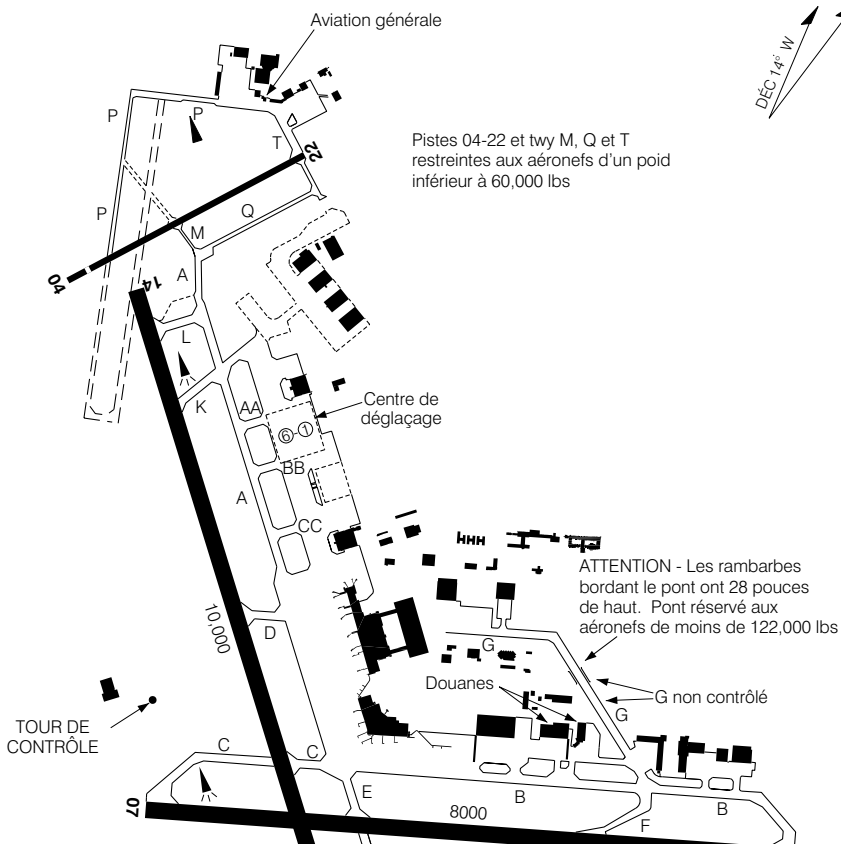 Aviation générale
DÉC 14° W
P
P
T
22
Pistes 04-22 et twy M, Q et T
restreintes aux aéronefs d'un poid
inférieur à 60,000 lbs
P
Q
M
04
14
A
L
K
AA
Centre de
déglaçage
6-1
BB
A
CC
ATTENTION - Les rambarbes
bordant le pont ont 28 pouces
de haut. Pont réservé aux
aéronefs de moins de 122,000 lbs
10,000
D
G
Douanes
G non contrôlé
G
TOUR DE
CONTRÔLE
C
C
07
E
B
8000
F
B